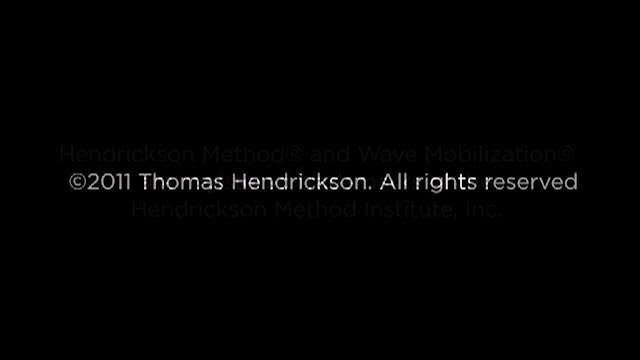 Hendrickson Method® and Wave Mobilization®
©2011 Thomas Hendrickson. All rights reserved
Hendrickson Method Institute, Inc.